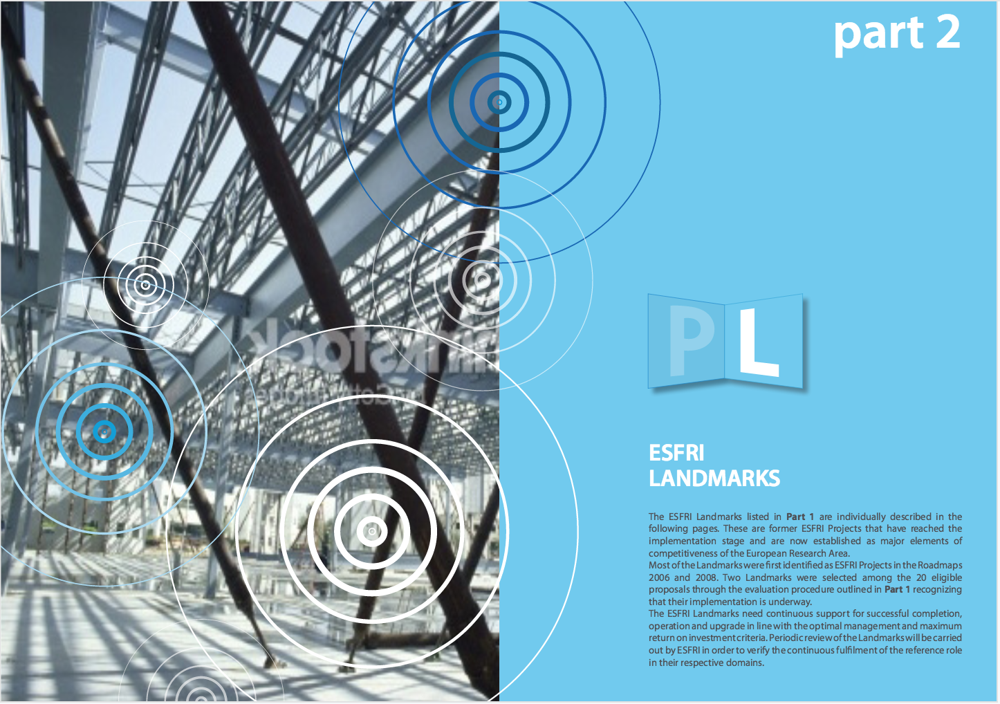 part 2
P L
ESFRI
LANDMARKS
The ESFRI Landmarks listed in Part 1 are individually described in the
following pages. These are former ESFRI Projects that have reached the
implementation stage and are now established as major elements of
competitiveness of the European Research Area.
Most of the Landmarks were first identified as ESFRI Projects in the Roadmaps
2006 and 2008. Two Landmarks were selected among the 20 eligible
proposals through the evaluation procedure outlined in Part 1 recognizing
that their implementation is underway.
The ESFRI Landmarks need continuous support for successful completion,
operation and upgrade in line with the optimal management and maximum
return on investment criteria. Periodic review of the Landmarks will be carried
out by ESFRI in order to verify the continuous fulfilment of the reference role
in their respective domains.